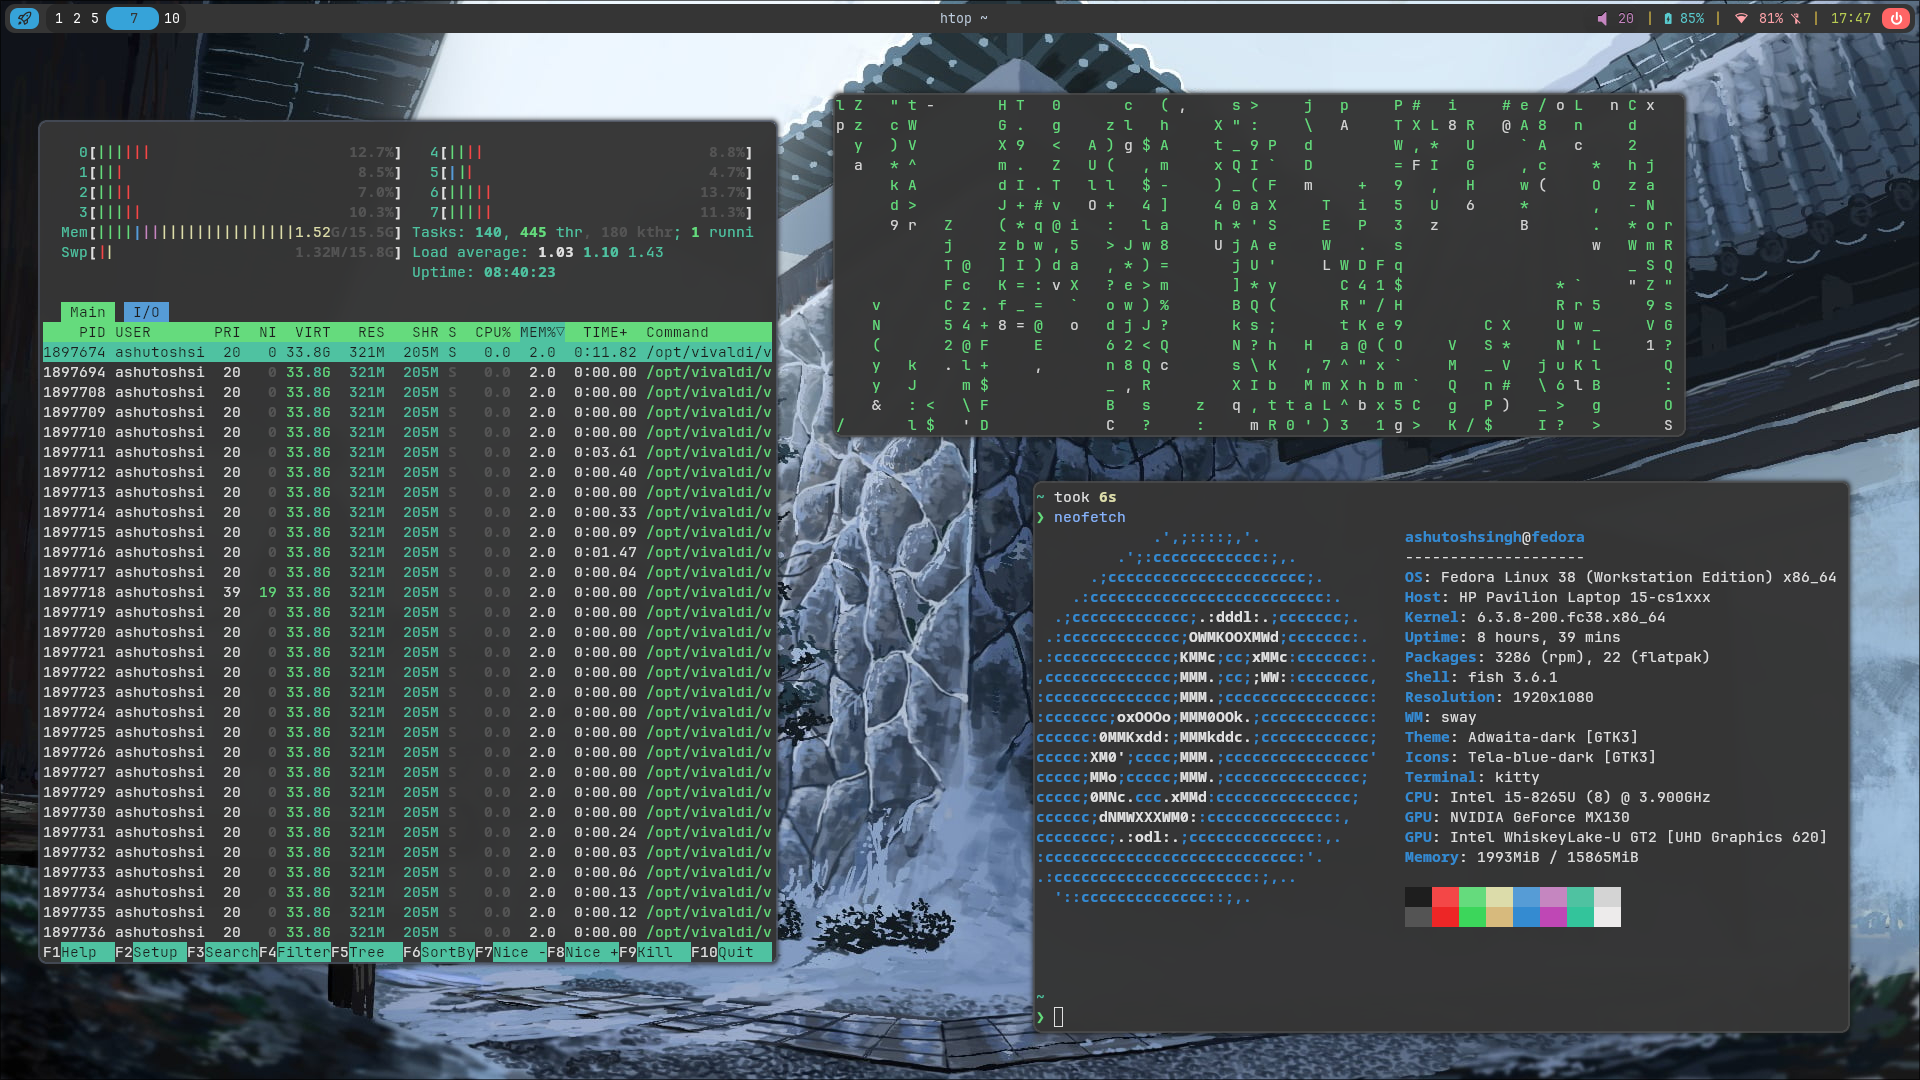 1 2 5 7 10
htop ~
20 | 85% | 81% | 17:47
0[|||||| 12.7%] 4[|||| 8.8%]
1[||| 8.5%] 5[||| 4.7%]
2[|||| 7.0%] 6[||||| 13.7%]
3[||||| 10.3%] 7[||||| 11.3%]
Mem[||||||||||||||||||||||1.52G/15.5G] Tasks: 140, 445 thr, 180 kthr; 1 runni
Swp[|| 1.32M/15.8G] Load average: 1.03 1.10 1.43
Uptime: 08:40:23
Main I/O
PID USER PRI NI VIRT RES SHR S CPU% MEM%▽ TIME+ Command
1897674 ashutoshsi 20 0 33.8G 321M 205M S 0.0 2.0 0:11.82 /opt/vivaldi/v
1897694 ashutoshsi 20 0 33.8G 321M 205M S 0.0 2.0 0:00.00 /opt/vivaldi/v
1897708 ashutoshsi 20 0 33.8G 321M 205M S 0.0 2.0 0:00.00 /opt/vivaldi/v
1897709 ashutoshsi 20 0 33.8G 321M 205M S 0.0 2.0 0:00.00 /opt/vivaldi/v
1897710 ashutoshsi 20 0 33.8G 321M 205M S 0.0 2.0 0:00.00 /opt/vivaldi/v
1897711 ashutoshsi 20 0 33.8G 321M 205M S 0.0 2.0 0:03.61 /opt/vivaldi/v
1897712 ashutoshsi 20 0 33.8G 321M 205M S 0.0 2.0 0:00.40 /opt/vivaldi/v
1897713 ashutoshsi 20 0 33.8G 321M 205M S 0.0 2.0 0:00.00 /opt/vivaldi/v
1897714 ashutoshsi 20 0 33.8G 321M 205M S 0.0 2.0 0:00.33 /opt/vivaldi/v
1897715 ashutoshsi 20 0 33.8G 321M 205M S 0.0 2.0 0:00.09 /opt/vivaldi/v
1897716 ashutoshsi 20 0 33.8G 321M 205M S 0.0 2.0 0:01.47 /opt/vivaldi/v
1897717 ashutoshsi 20 0 33.8G 321M 205M S 0.0 2.0 0:00.04 /opt/vivaldi/v
1897718 ashutoshsi 39 19 33.8G 321M 205M S 0.0 2.0 0:00.00 /opt/vivaldi/v
1897719 ashutoshsi 20 0 33.8G 321M 205M S 0.0 2.0 0:00.00 /opt/vivaldi/v
1897720 ashutoshsi 20 0 33.8G 321M 205M S 0.0 2.0 0:00.00 /opt/vivaldi/v
1897721 ashutoshsi 20 0 33.8G 321M 205M S 0.0 2.0 0:00.00 /opt/vivaldi/v
1897722 ashutoshsi 20 0 33.8G 321M 205M S 0.0 2.0 0:00.00 /opt/vivaldi/v
1897723 ashutoshsi 20 0 33.8G 321M 205M S 0.0 2.0 0:00.00 /opt/vivaldi/v
1897724 ashutoshsi 20 0 33.8G 321M 205M S 0.0 2.0 0:00.00 /opt/vivaldi/v
1897725 ashutoshsi 20 0 33.8G 321M 205M S 0.0 2.0 0:00.00 /opt/vivaldi/v
1897726 ashutoshsi 20 0 33.8G 321M 205M S 0.0 2.0 0:00.00 /opt/vivaldi/v
1897727 ashutoshsi 20 0 33.8G 321M 205M S 0.0 2.0 0:00.00 /opt/vivaldi/v
1897729 ashutoshsi 20 0 33.8G 321M 205M S 0.0 2.0 0:00.00 /opt/vivaldi/v
1897730 ashutoshsi 20 0 33.8G 321M 205M S 0.0 2.0 0:00.00 /opt/vivaldi/v
1897731 ashutoshsi 20 0 33.8G 321M 205M S 0.0 2.0 0:00.24 /opt/vivaldi/v
1897732 ashutoshsi 20 0 33.8G 321M 205M S 0.0 2.0 0:00.03 /opt/vivaldi/v
1897733 ashutoshsi 20 0 33.8G 321M 205M S 0.0 2.0 0:00.06 /opt/vivaldi/v
1897734 ashutoshsi 20 0 33.8G 321M 205M S 0.0 2.0 0:00.13 /opt/vivaldi/v
1897735 ashutoshsi 20 0 33.8G 321M 205M S 0.0 2.0 0:00.12 /opt/vivaldi/v
1897736 ashutoshsi 20 0 33.8G 321M 205M S 0.0 2.0 0:00.00 /opt/vivaldi/v
F1Help F2Setup F3SearchF4FilterF5Tree F6SortByF7Nice -F8Nice +F9Kill F10Quit
~ took 6s
❯ neofetch
ashutoshsingh@fedora
--------------------
OS: Fedora Linux 38 (Workstation Edition) x86_64
Host: HP Pavilion Laptop 15-cs1xxx
Kernel: 6.3.8-200.fc38.x86_64
Uptime: 8 hours, 39 mins
Packages: 3286 (rpm), 22 (flatpak)
Shell: fish 3.6.1
Resolution: 1920x1080
WM: sway
Theme: Adwaita-dark [GTK3]
Icons: Tela-blue-dark [GTK3]
Terminal: kitty
CPU: Intel i5-8265U (8) @ 3.900GHz
GPU: NVIDIA GeForce MX130
GPU: Intel WhiskeyLake-U GT2 [UHD Graphics 620]
Memory: 1993MiB / 15865MiB
~
❯